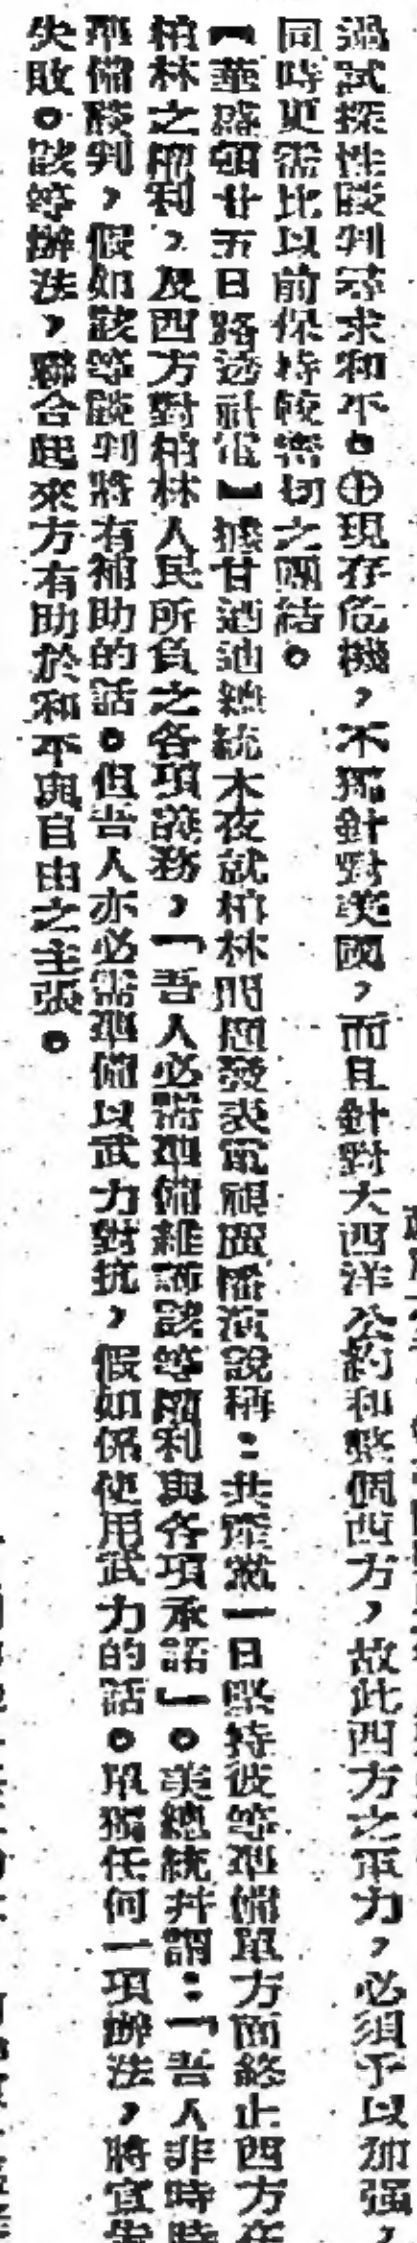 過試探性談判尋求和平。㊉現存危機，不獨針對美國，而且針對大西洋公約和整個西方，故此西方之軍力，必須予以加强，
同時更需比以前保持較密切之團結。
【華盛頓廿五日路透社電】據甘迺迪總統木夜就柏林問題發表電視廣播演說稱：共產黨一日堅持彼等準備單方面終止西方在
柏林之權利，及西方對柏林人民所負之各項義務，「吾人必需準備維護該等權利與各項承諾」。美總統并謂：「吾人非時時
準備談判，假如該等談判將有補助的話。但吾人亦必需準備以武力對抗，假如係使用武力的話。單獨任何一項辦法，將宣告
失敗。該等辦法，聯合起來方有助於和平與自由之主張。